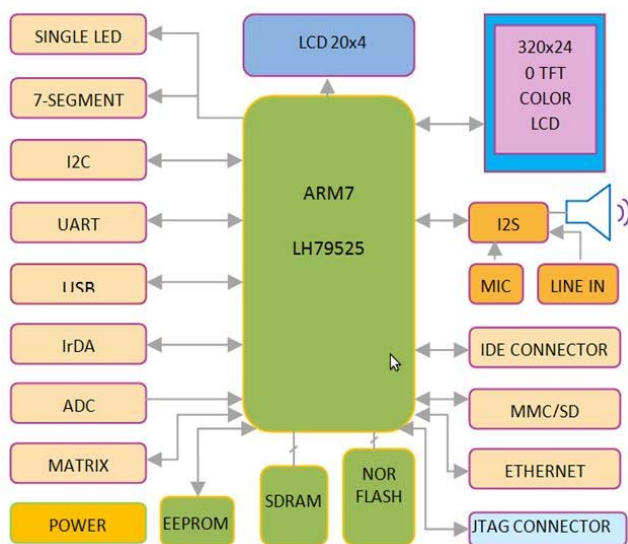 SINGLE LED
LCD 20x4
320x24
0 TFT
COLOR
LCD
7-SEGMENT
I2C
ARM7
LH79525
UART
I2S
USB
MIC
LINE IN
IrDA
IDE CONNECTOR
ADC
MMC/SD
MATRIX
ETHERNET
NOR
FLASH
SDRAM
POWER
EEPROM
JTAG CONNECTOR